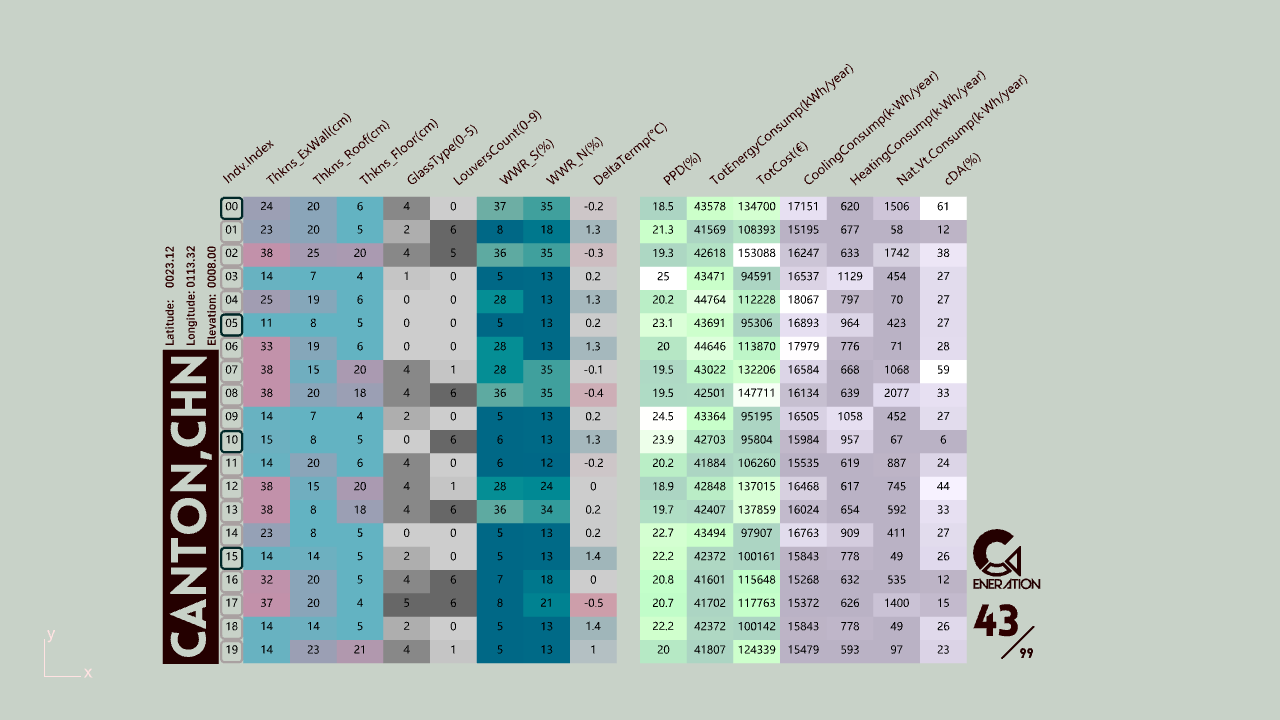 Indv.Index Thkns_ExWall(cm) Thkns_Roof(cm) Thkns_Floor(cm) GlassType(0-5) LouversCount(0-9) WWR_S(%) WWR_N(%) DeltaTermp(°C) PPD(%) TotEnergyConsump(kWh/year) TotCost(€) CoolingConsump(k·Wh/year) HeatingConsump(k·Wh/year) Nat.Vt.Consump(k·Wh/year) cDA(%)
00 24 20 6 4 0 37 35 -0.2 18.5 43578 134700 17151 620 1506 61
01 23 20 5 2 6 8 18 1.3 21.3 41569 108393 15195 677 58 12
02 38 25 20 4 5 36 35 -0.3 19.3 42618 153088 16247 633 1742 38
03 14 7 4 1 0 5 13 0.2 25 43471 94591 16537 1129 454 27
04 25 19 6 0 0 28 13 1.3 20.2 44764 112228 18067 797 70 27
05 11 8 5 0 0 5 13 0.2 23.1 43691 95306 16893 964 423 27
06 33 19 6 0 0 28 13 1.3 20 44646 113870 17979 776 71 28
07 38 15 20 4 1 28 35 -0.1 19.5 43022 132206 16584 668 1068 59
08 38 20 18 4 6 36 35 -0.4 19.5 42501 147711 16134 639 2077 33
09 14 7 4 2 0 5 13 0.2 24.5 43364 95195 16505 1058 452 27
10 15 8 5 0 6 6 13 1.3 23.9 42703 95804 15984 957 67 6
11 14 20 6 4 0 6 12 -0.2 20.2 41884 106260 15535 619 887 24
12 38 15 20 4 1 28 24 0 18.9 42848 137015 16468 617 745 44
13 38 8 18 4 6 36 34 0.2 19.7 42407 137859 16024 654 592 33
14 23 8 5 0 0 5 13 0.2 22.7 43494 97907 16763 909 411 27
15 14 14 5 2 0 5 13 1.4 22.2 42372 100161 15843 778 49 26
16 32 20 5 4 6 7 18 0 20.8 41601 115648 15268 632 535 12
17 37 20 4 5 6 8 21 -0.5 20.7 41702 117763 15372 626 1400 15
18 14 14 5 2 0 5 13 1.4 22.2 42372 100142 15843 778 49 26
19 14 23 21 4 1 5 13 1 20 41807 124339 15479 593 97 23
CANTON,CHN
Latitude: 0023.12
Longitude: 0113.32
Elevation: 0008.00
GENERATION
43/99
y
x